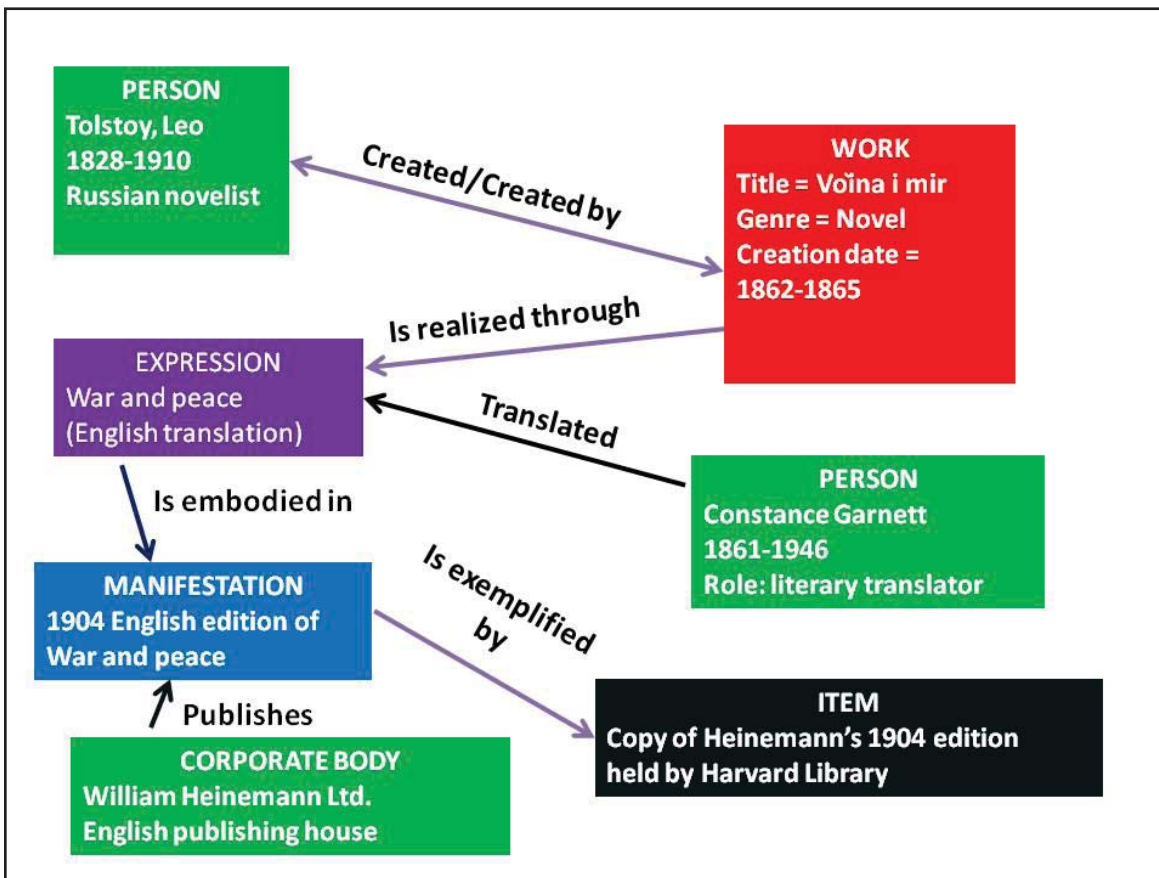 PERSON
Tolstoy, Leo
1828-1910
Russian novelist
Created/Created by
WORK
Title = Voĭna i mir
Genre = Novel
Creation date =
1862-1865
Is realized through
EXPRESSION
War and peace
(English translation)
Translated
PERSON
Constance Garnett
1861-1946
Role: literary translator
Is embodied in
MANIFESTATION
1904 English edition of
War and peace
Is exemplified
by
Publishes
CORPORATE BODY
William Heinemann Ltd.
English publishing house
ITEM
Copy of Heinemann’s 1904 edition
held by Harvard Library